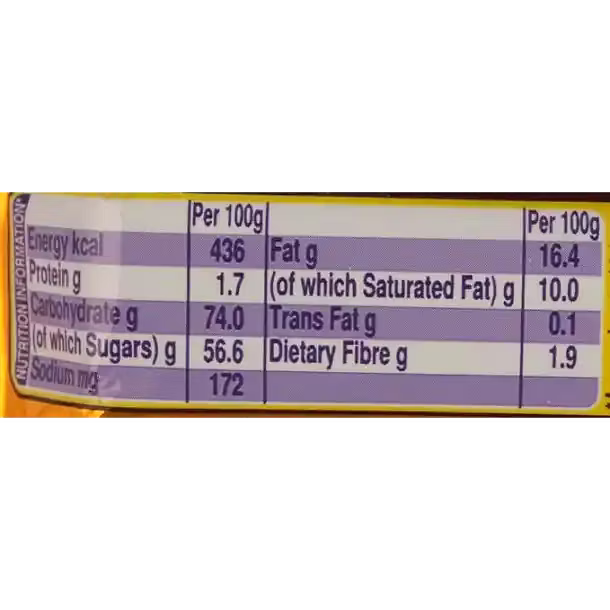 NUTRITION INFORMATION*
Per 100g Per 100g
Energy kcal 436 Fat g 16.4
Protein g 1.7 (of which Saturated Fat) g 10.0
Carbohydrate g 74.0 Trans Fat g 0.1
(of which Sugars) g 56.6 Dietary Fibre g 1.9
Sodium mg 172